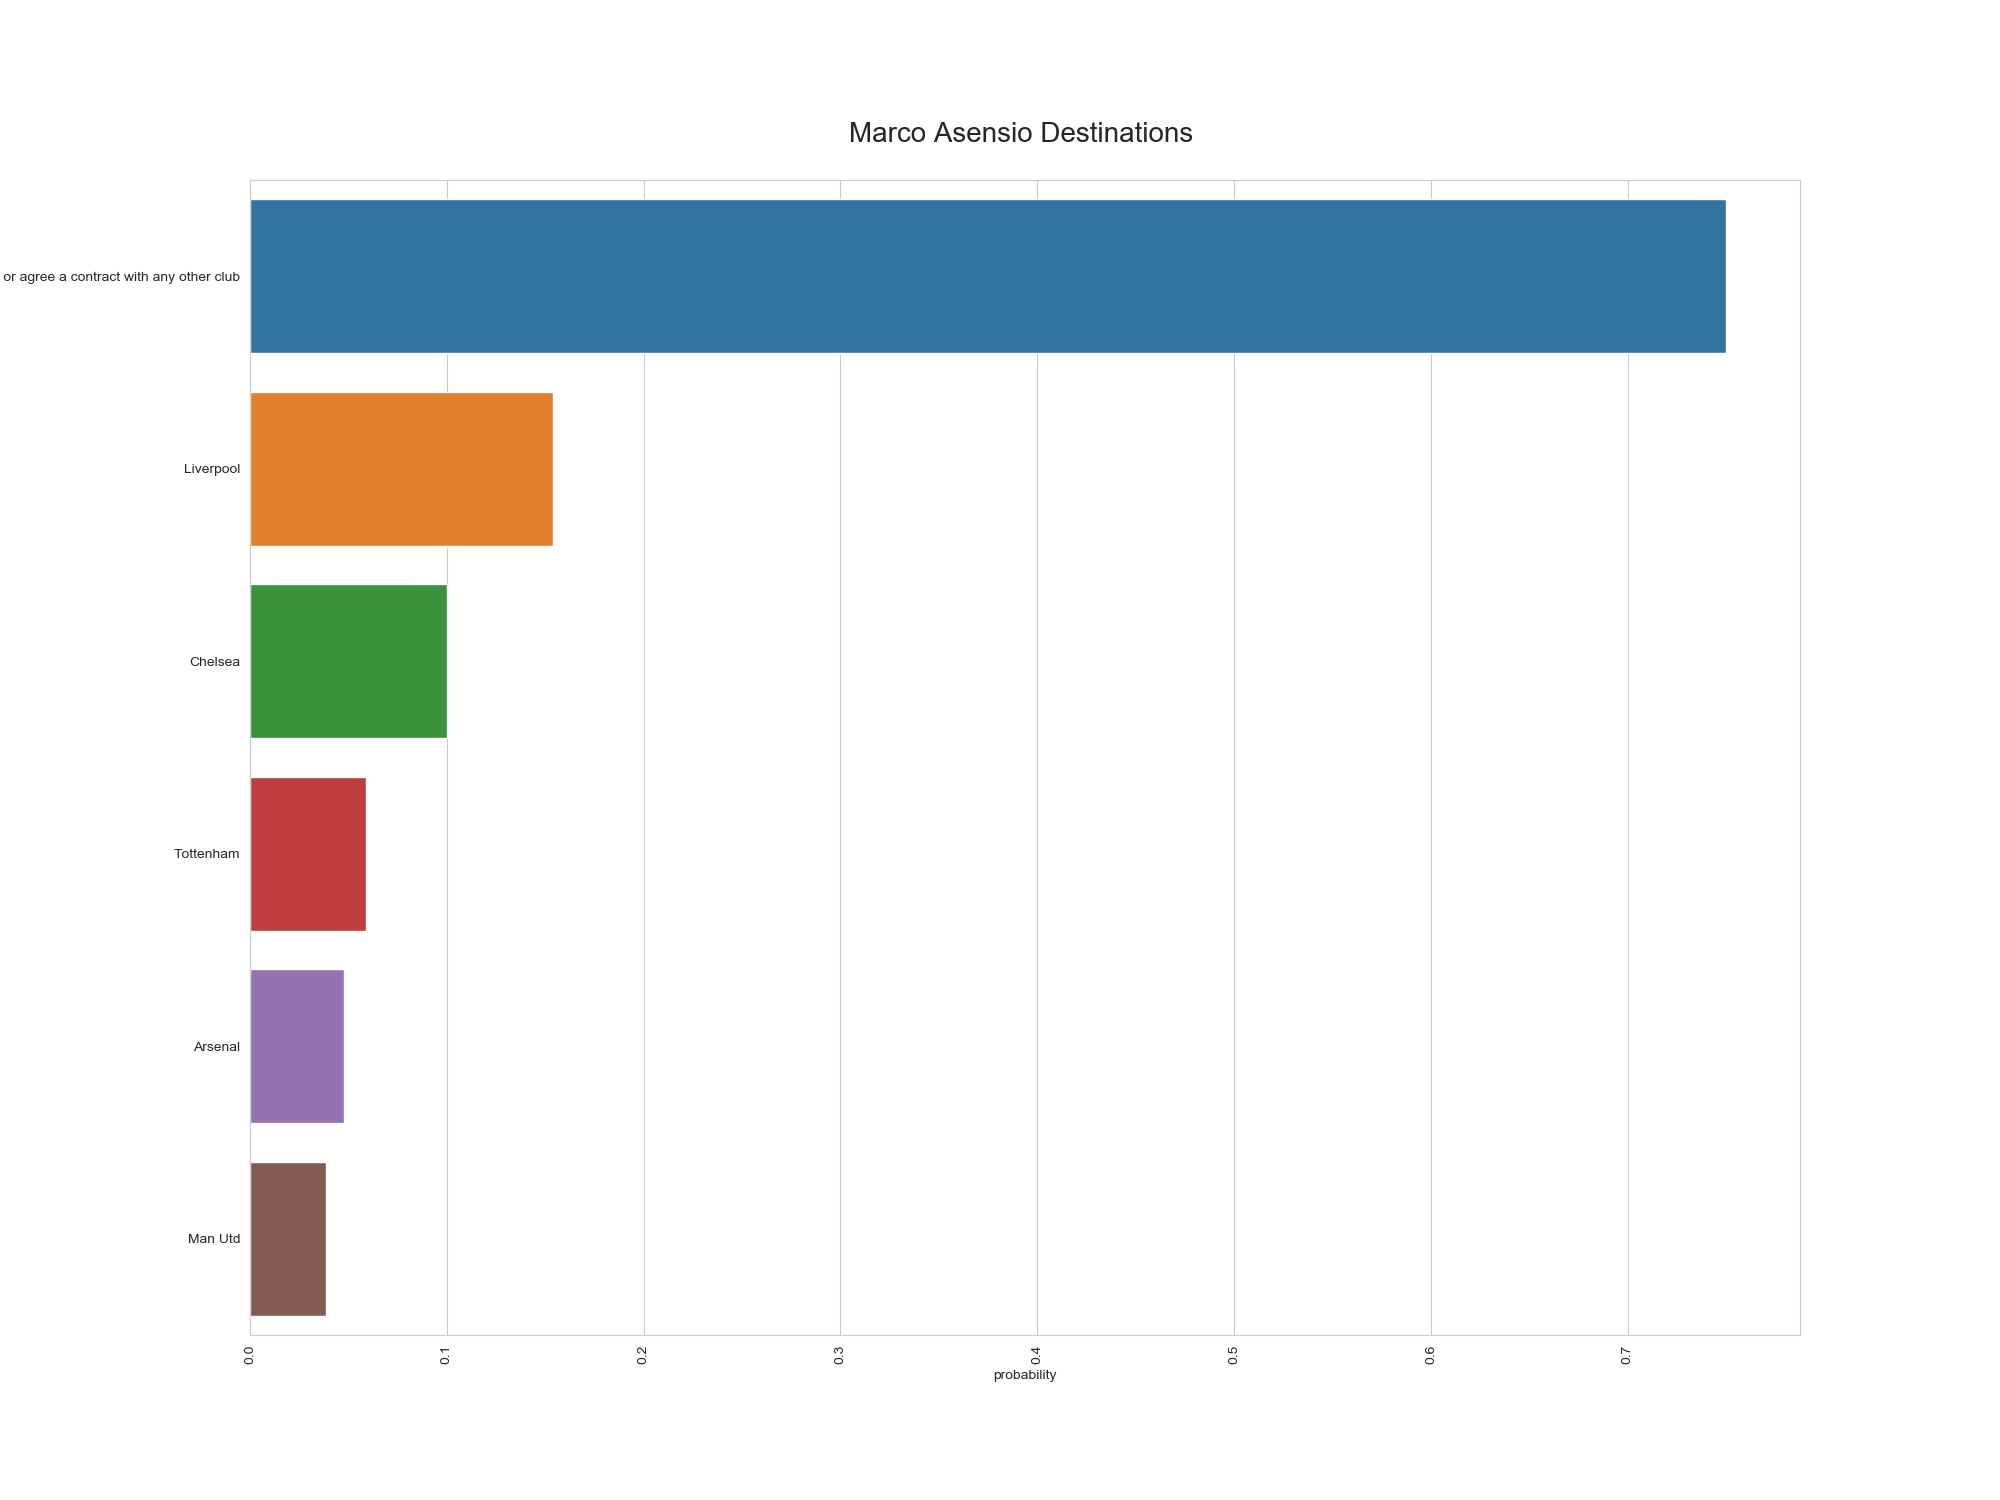 Marco Asensio Destinations
or agree a contract with any other club
Liverpool
Chelsea
Tottenham
Arsenal
Man Utd
0.0
0.1
0.2
0.3
0.4
0.5
0.6
0.7
probability